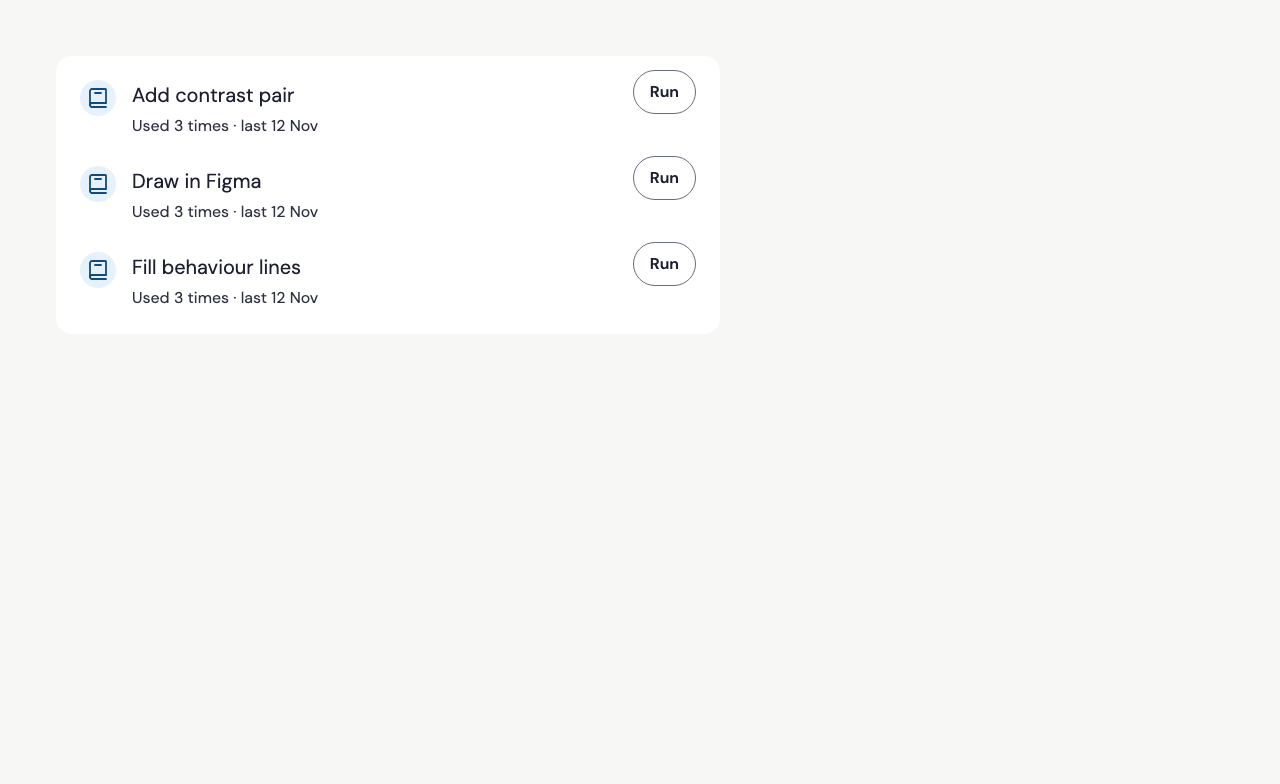 Add contrast pair
Run
Used 3 times · last 12 Nov
Draw in Figma
Run
Used 3 times · last 12 Nov
Fill behaviour lines
Run
Used 3 times · last 12 Nov